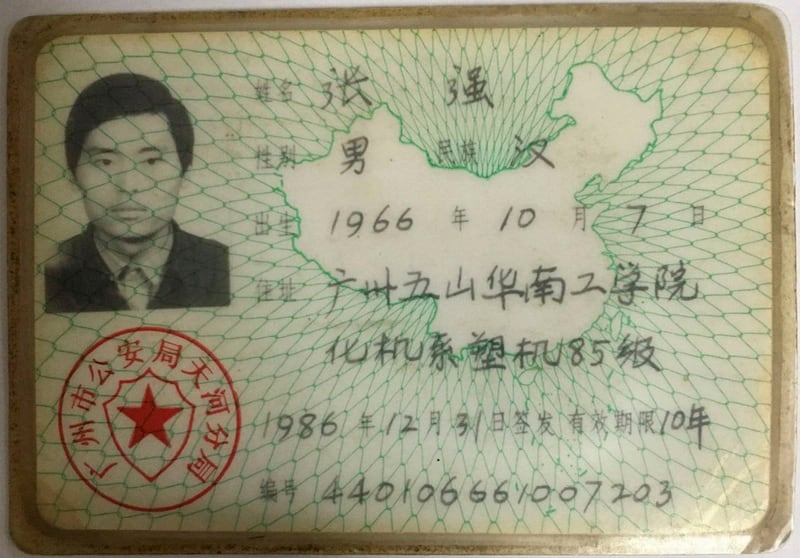 姓名 张 强
性别 男 民族 汉
出生 1966 年 10 月 7 日
住址 广州五山华南工学院
化机系塑机85级
1986 年 12 月 31 日签发 有效期限 10年
编号 440106661007203
广州市公安局天河分局